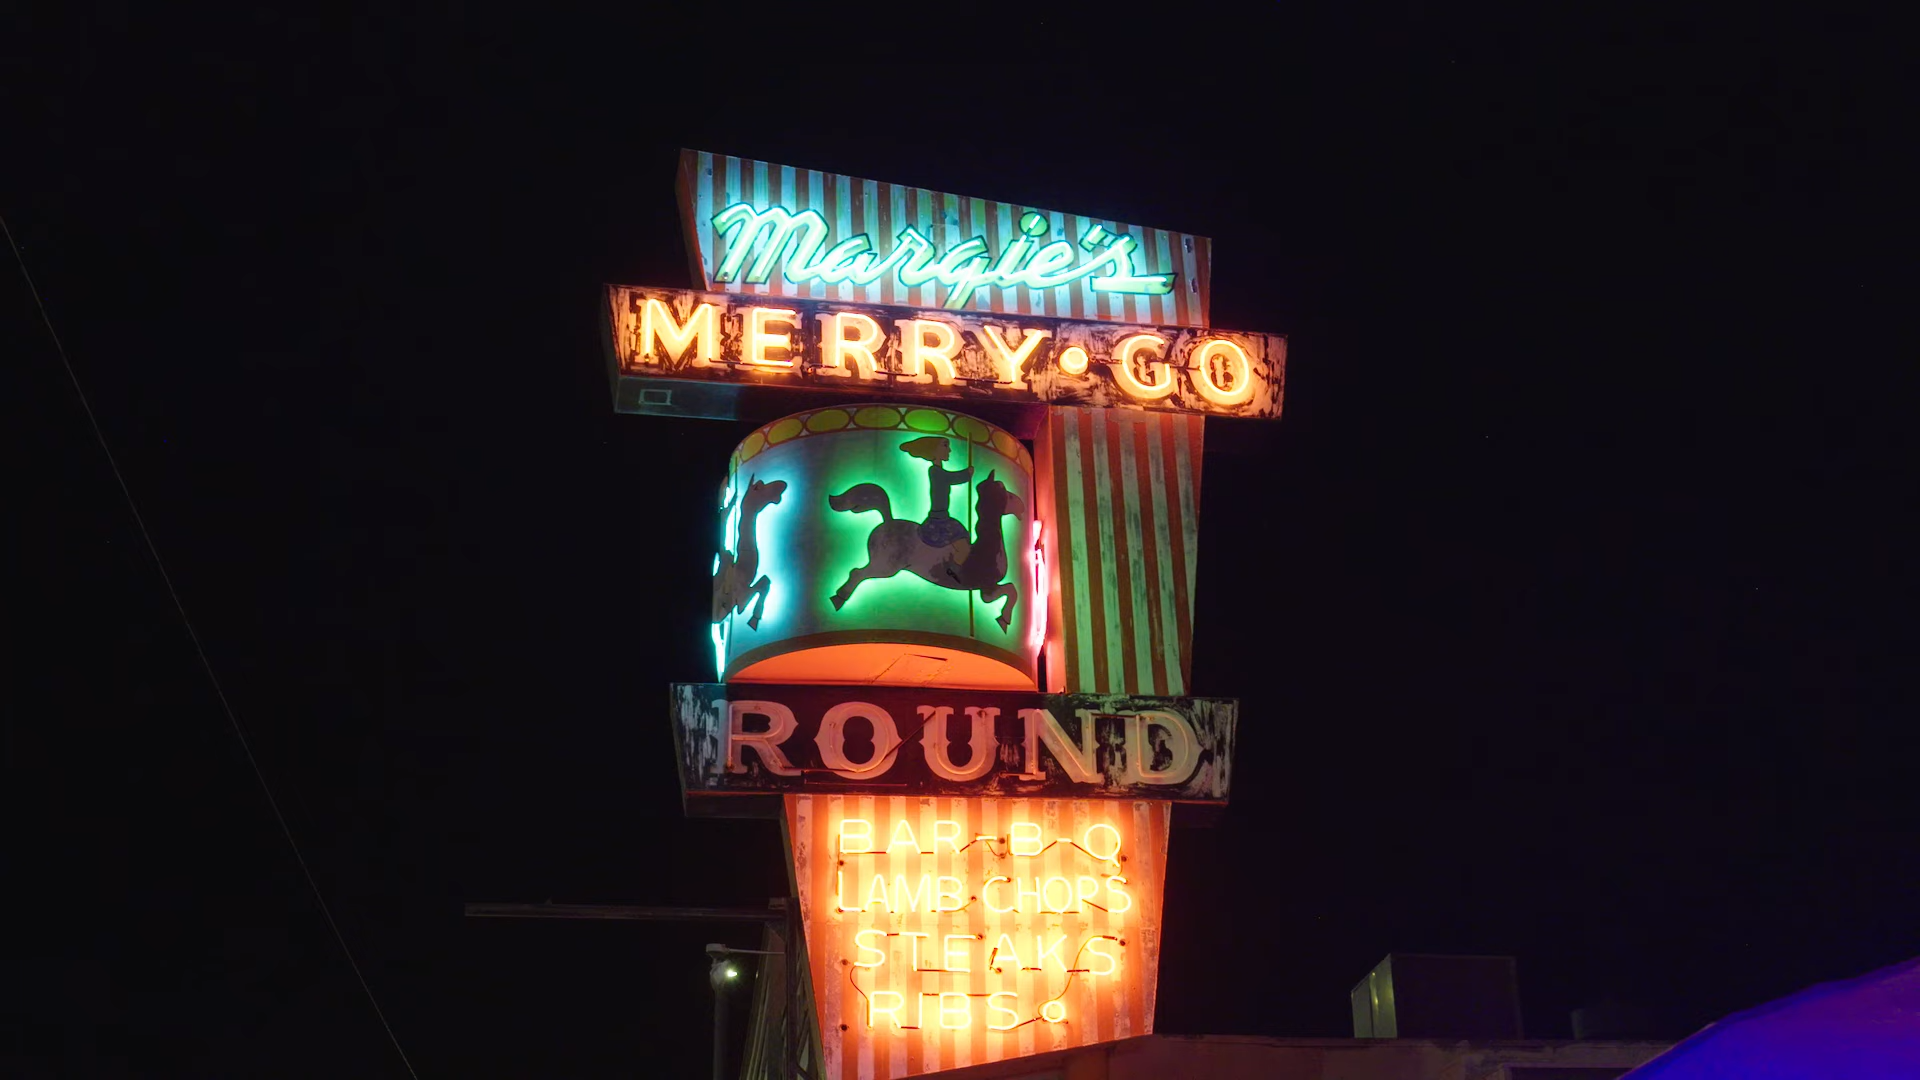 Margie's
MERRY•GO
ROUND
BAR-B-Q
LAMB CHOPS
STEAKS
RIBS